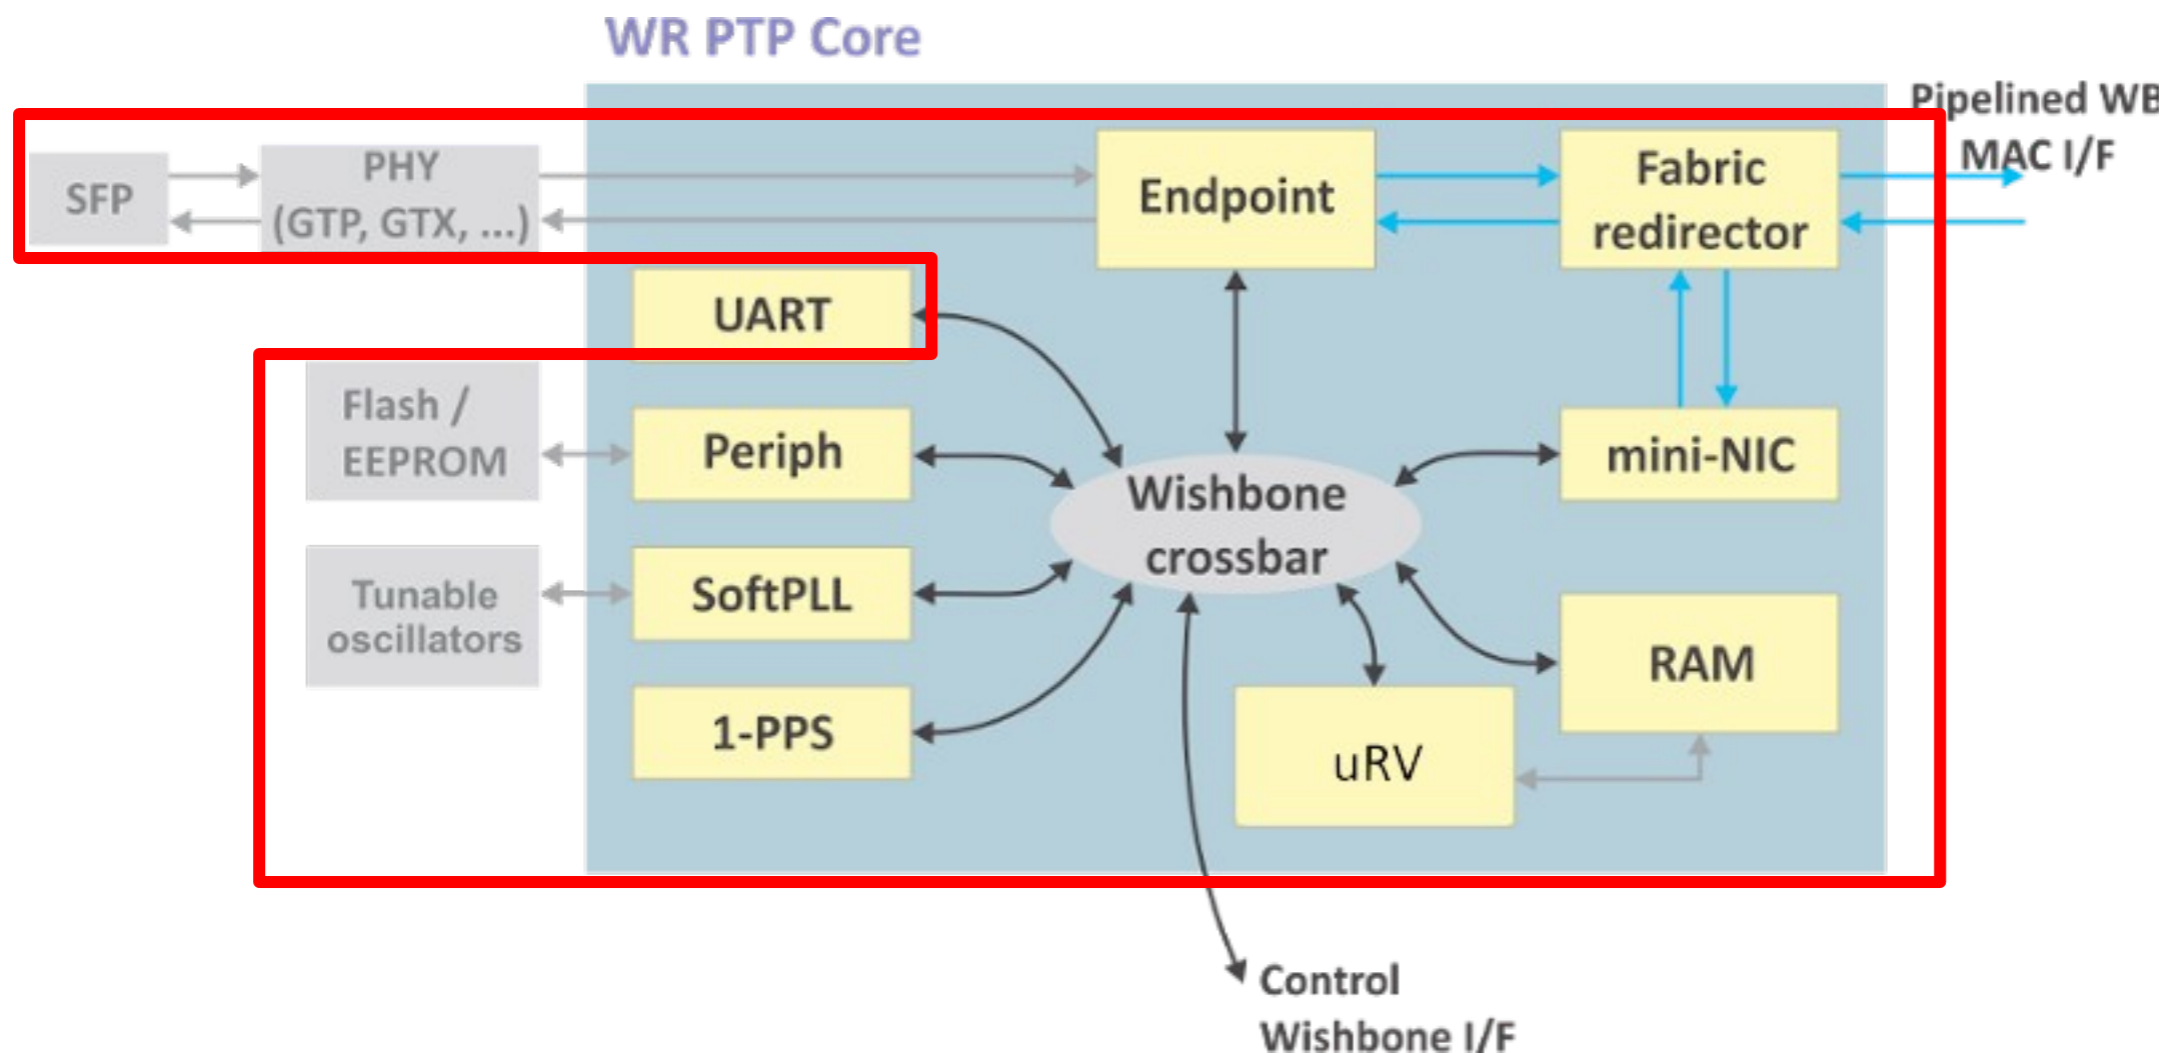 WR PTP Core
Pipelined WB
MAC I/F
SFP
PHY
(GTP, GTX, ...)
Endpoint
Fabric
redirector
UART
Flash /
EEPROM
Periph
mini-NIC
Wishbone
crossbar
Tunable
oscillators
SoftPLL
RAM
1-PPS
uRV
Control
Wishbone I/F